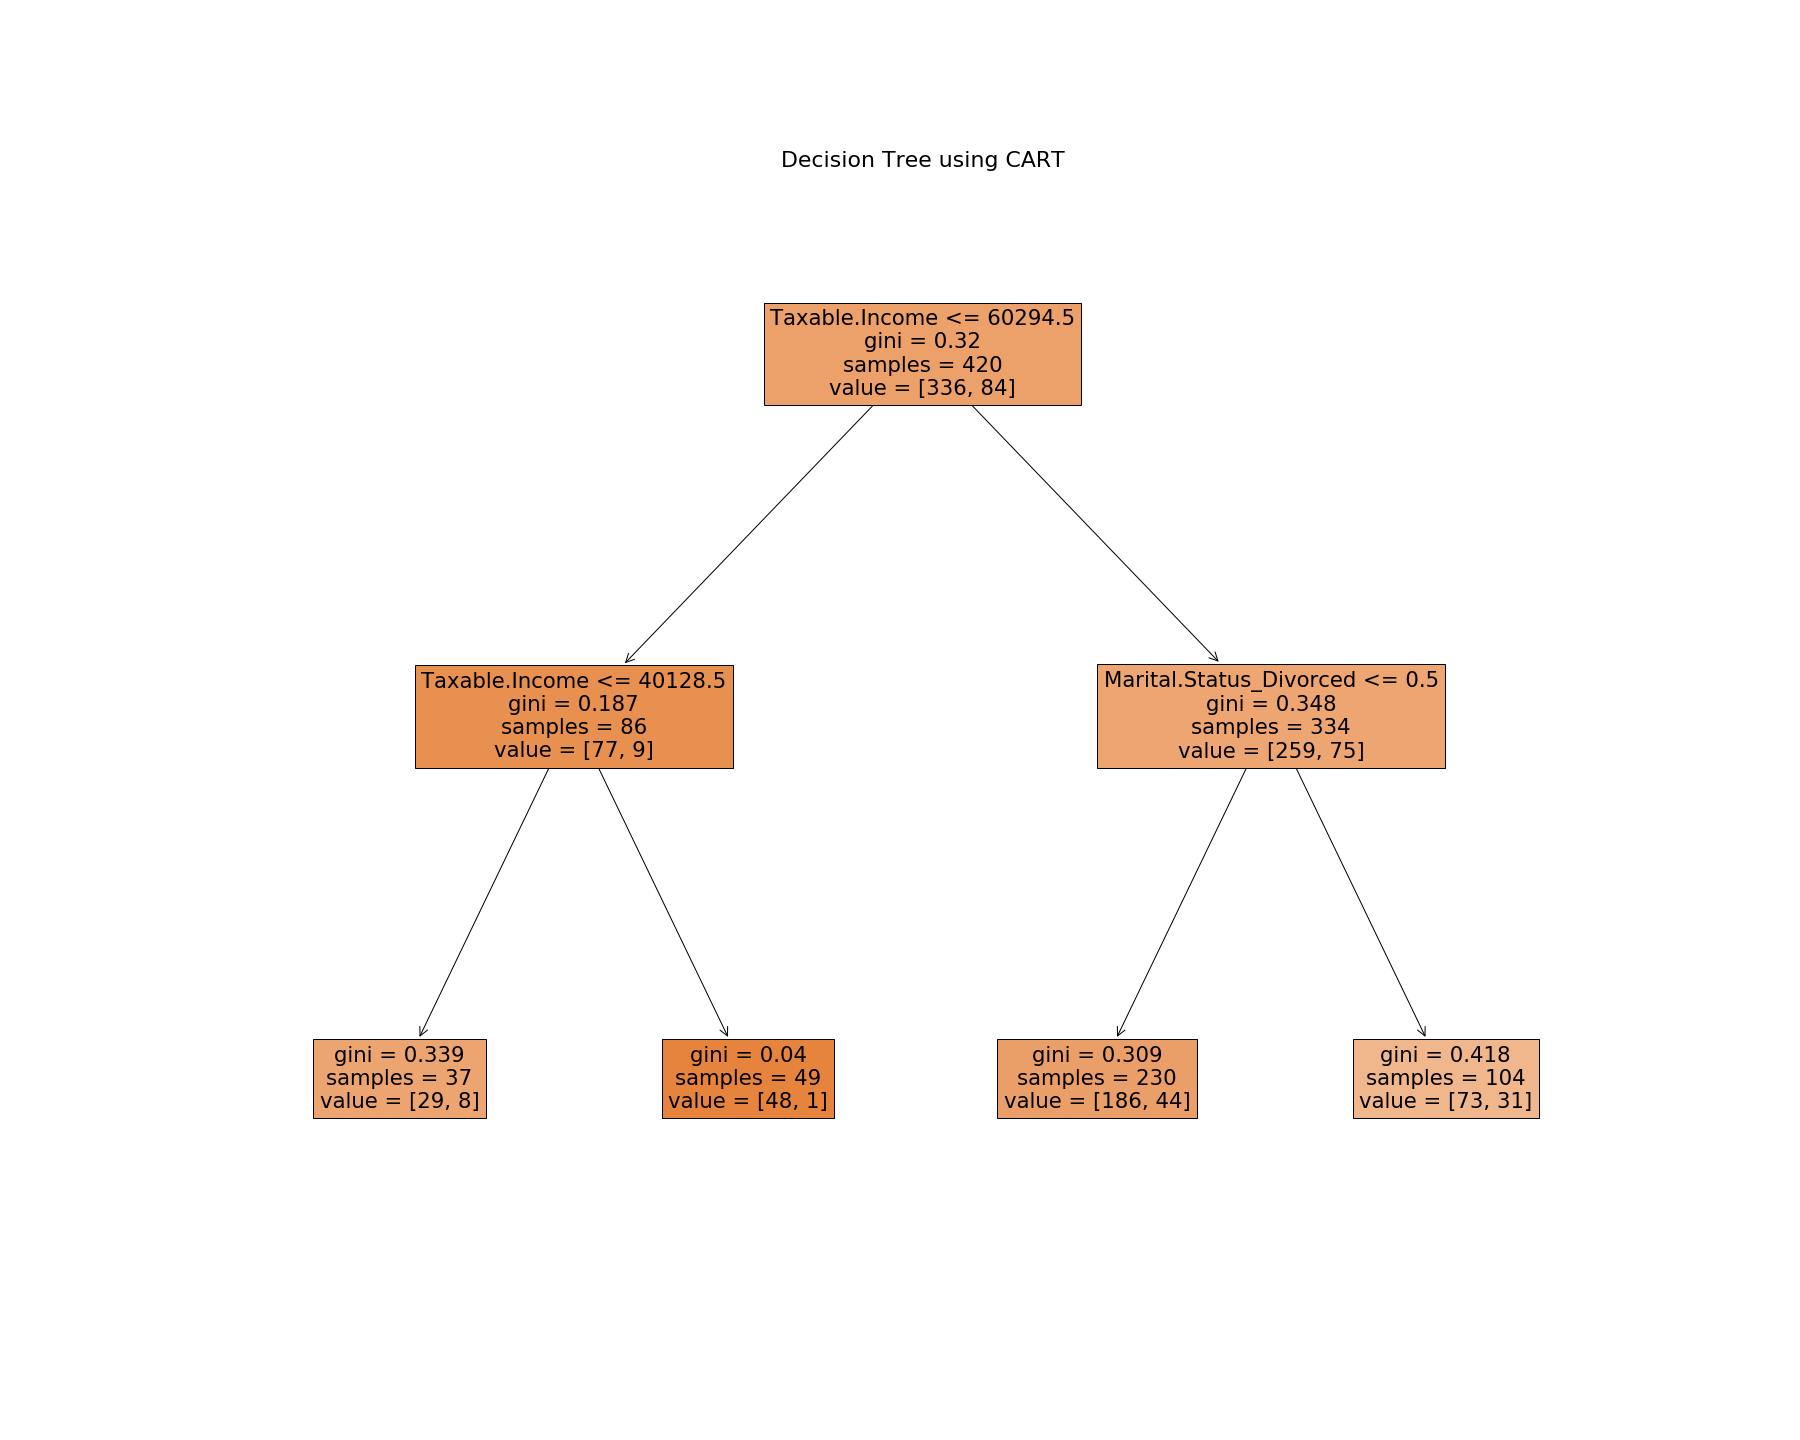 Decision Tree using CART
Taxable.Income <= 60294.5
gini = 0.32
samples = 420
value = [336, 84]
Taxable.Income <= 40128.5
gini = 0.187
samples = 86
value = [77, 9]
Marital.Status_Divorced <= 0.5
gini = 0.348
samples = 334
value = [259, 75]
gini = 0.339
samples = 37
value = [29, 8]
gini = 0.04
samples = 49
value = [48, 1]
gini = 0.309
samples = 230
value = [186, 44]
gini = 0.418
samples = 104
value = [73, 31]